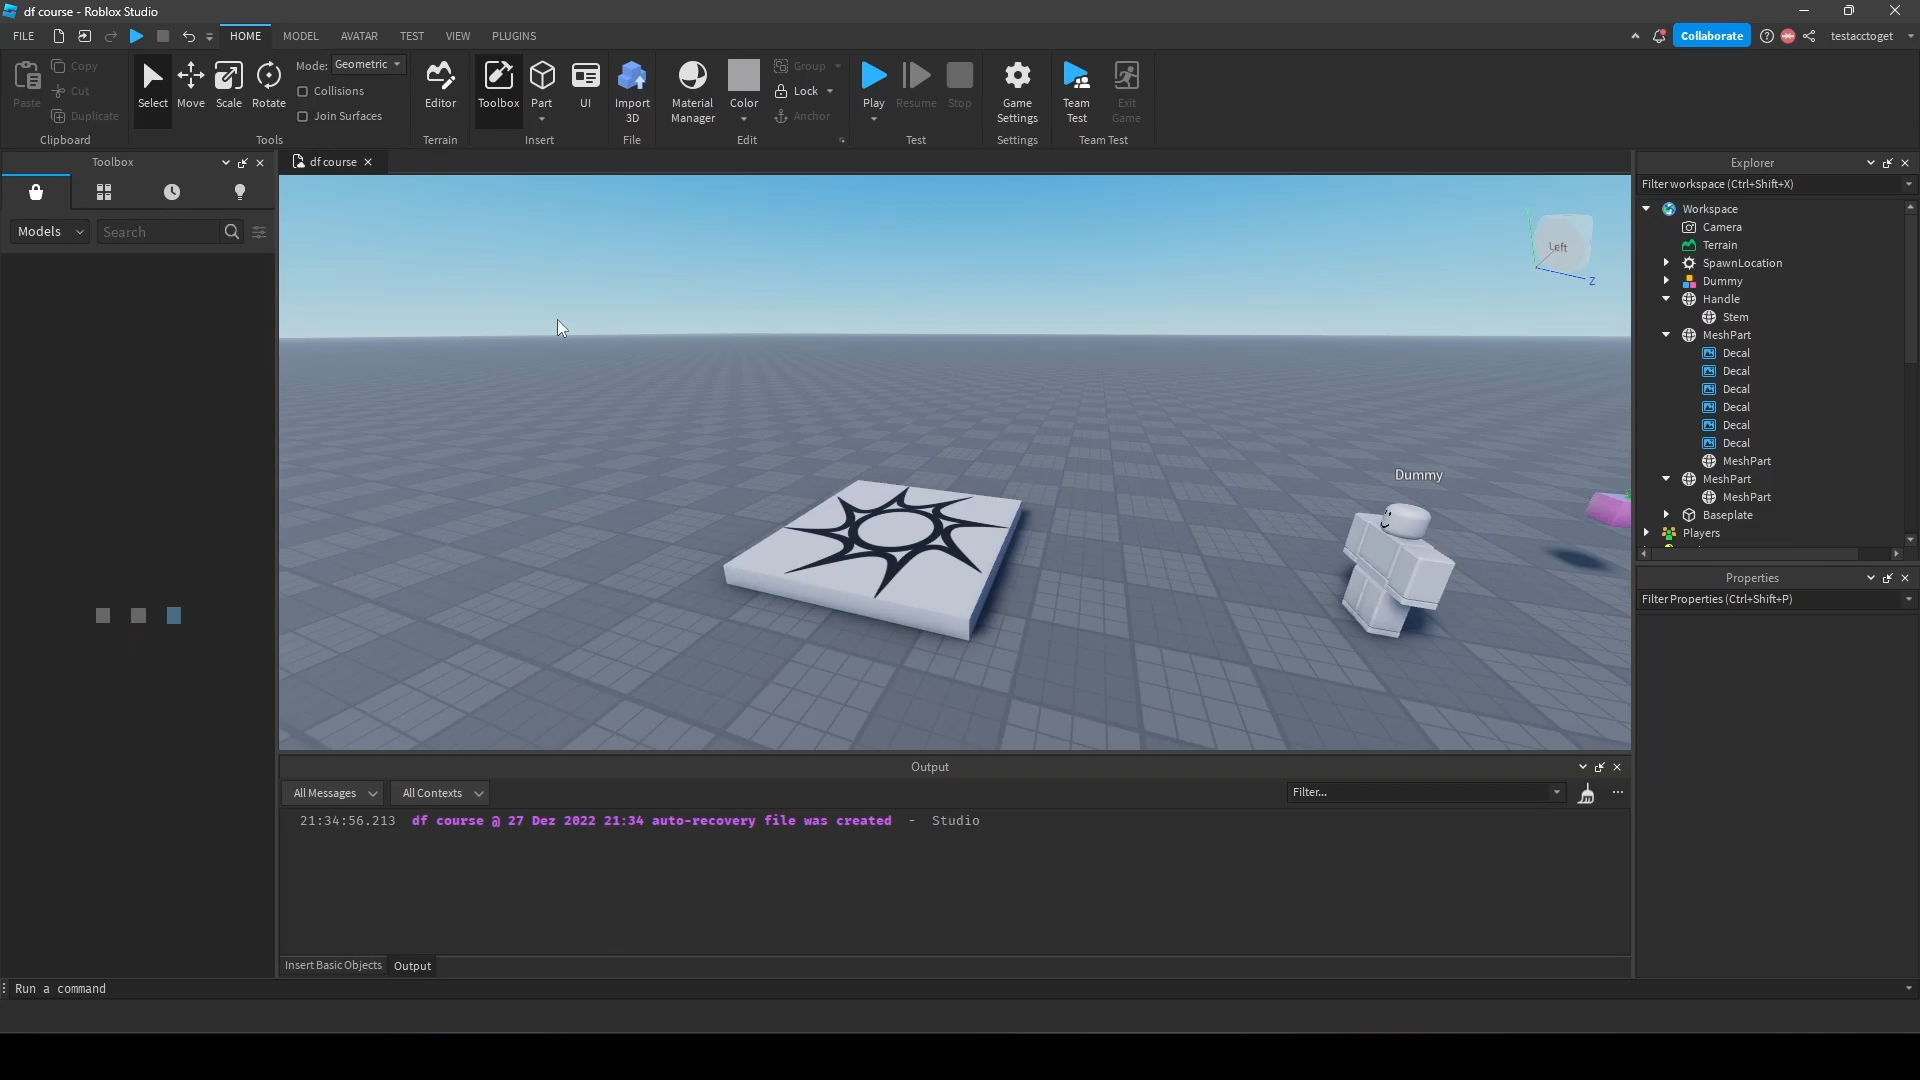 df course - Roblox Studio
FILE
HOME
MODEL
AVATAR
TEST
VIEW
PLUGINS
Collaborate
testacctoget
Paste
Copy
Cut
Duplicate
Clipboard
Select
Move
Scale
Rotate
Mode: Geometric
Collisions
Join Surfaces
Tools
Editor
Terrain
Toolbox
Part
UI
Insert
Import 3D
File
Material Manager
Color
Group
Lock
Anchor
Edit
Play
Resume
Stop
Test
Game Settings
Settings
Team Test
Exit Game
Team Test
Toolbox
Models
Search
df course
Left
Z
Dummy
Explorer
Filter workspace (Ctrl+Shift+X)
Workspace
Camera
Terrain
SpawnLocation
Dummy
Handle
Stem
MeshPart
Decal
Decal
Decal
Decal
Decal
Decal
MeshPart
MeshPart
MeshPart
Baseplate
Players
Properties
Filter Properties (Ctrl+Shift+P)
Output
All Messages
All Contexts
Filter...
21:34:56.213 df course @ 27 Dez 2022 21:34 auto-recovery file was created - Studio
Insert Basic Objects
Output
Run a command